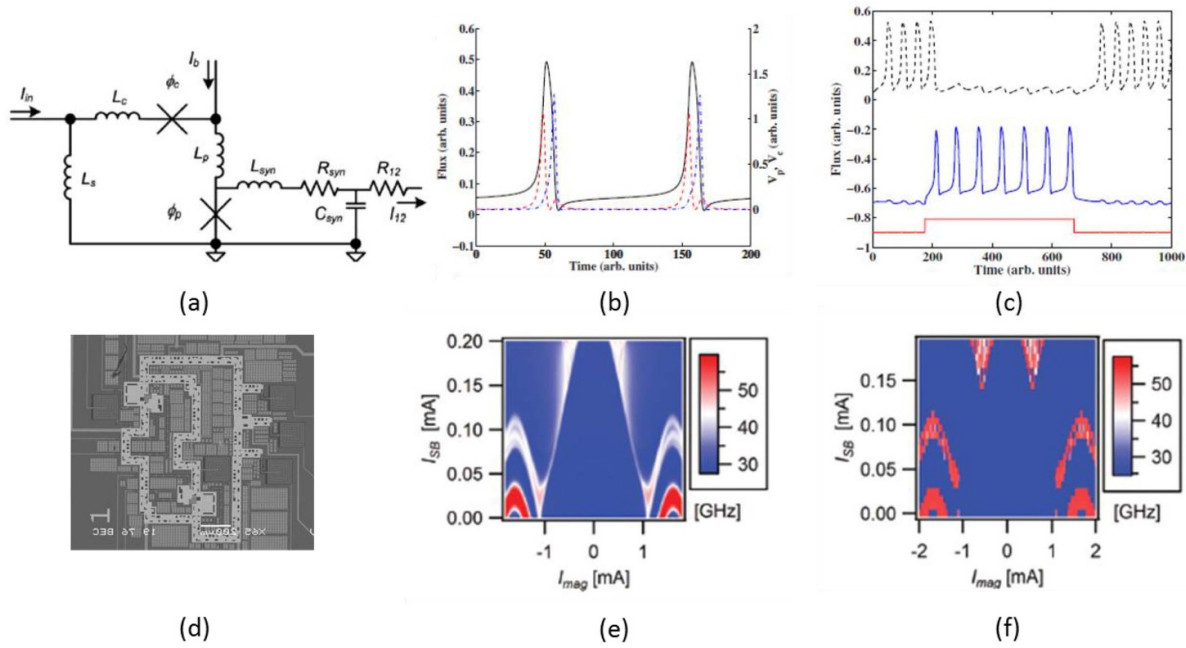 (a)
I_in
L_c
ϕ_c
I_b
L_s
L_p
L_syn
R_syn
R_12
ϕ_p
C_syn
I_12
(b)
Flux (arb. units)
0.6
0.5
0.4
0.3
0.2
0.1
0
-0.1
0 50 100 150 200
Time (arb. units)
2
1.5
1
0.5
0
V_p, V_c (arb. units)
(c)
Flux (arb. units)
0.6
0.4
0
−0.2
−0.4
−0.6
−0.8
−1
0 200 400 600 800 1000
Time (arb. units)
(d)
1
X65 200μm 19 76 BEC
(e)
I_SB [mA]
0.20
0.15
0.10
0.05
0.00
-1 0 1
I_mag [mA]
50
40
30
[GHz]
(f)
I_SB [mA]
0.15
0.10
0.05
0.00
-2 -1 0 1 2
I_mag [mA]
50
40
30
[GHz]